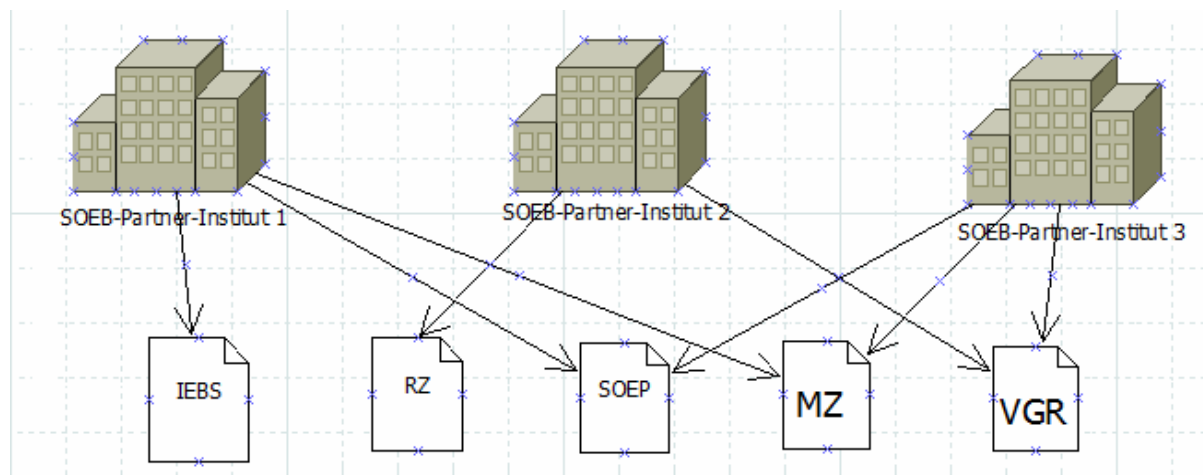 SOEB-Partner-Institut 1
SOEB-Partner-Institut 2
SOEB-Partner-Institut 3
IEBS
RZ
SOEP
MZ
VGR